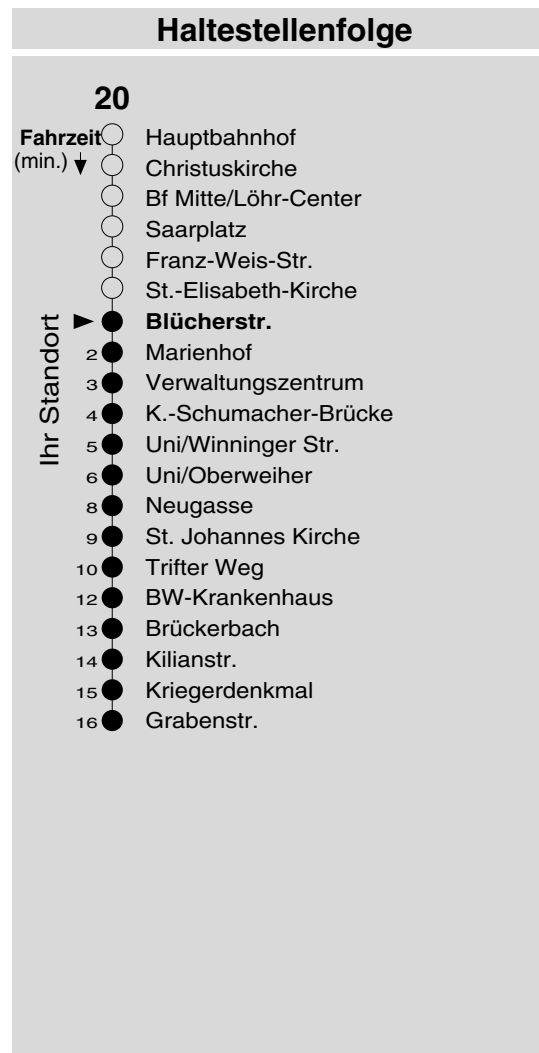 Haltestellenfolge
20
Fahrzeit Hauptbahnhof
(min.) Christuskirche
Bf Mitte/Löhr-Center
Saarplatz
Franz-Weis-Str.
St.-Elisabeth-Kirche
Ihr Standort
Blücherstr.
2 Marienhof
3 Verwaltungszentrum
4 K.-Schumacher-Brücke
5 Uni/Winninger Str.
6 Uni/Oberweiher
8 Neugasse
9 St. Johannes Kirche
10 Trifter Weg
12 BW-Krankenhaus
13 Brückerbach
14 Kilianstr.
15 Kriegerdenkmal
16 Grabenstr.